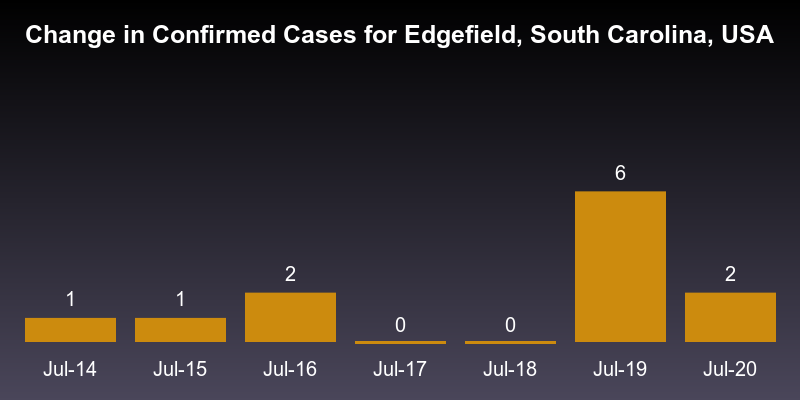 Change in Confirmed Cases for Edgefield, South Carolina, USA
6
2
2
1
1
0
0
Jul-14
Jul-15
Jul-16
Jul-17
Jul-18
Jul-19
Jul-20